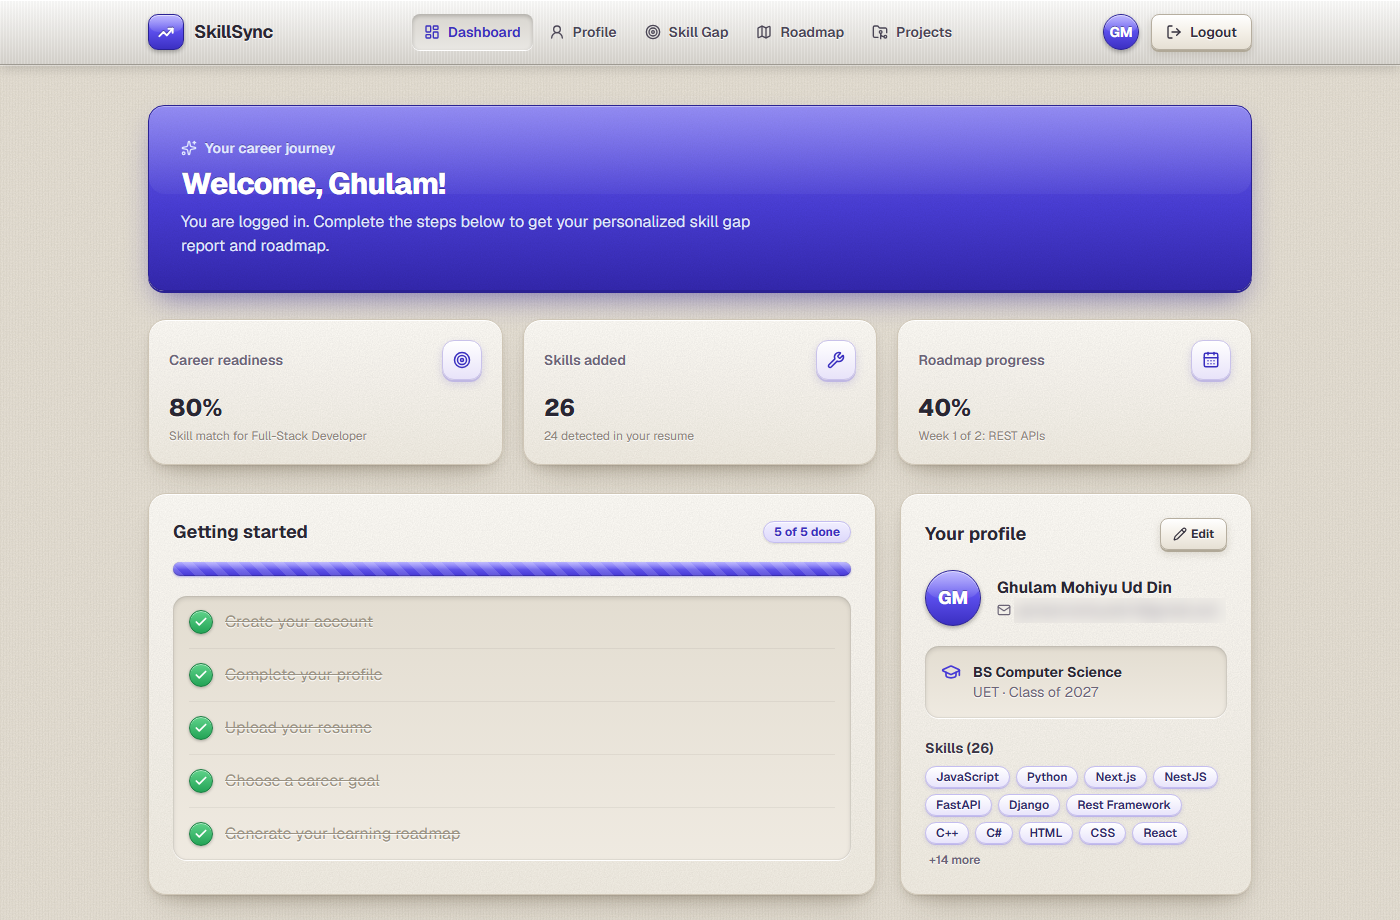 SkillSync
Dashboard
Profile
Skill Gap
Roadmap
Projects
GM
Logout
Your career journey
Welcome, Ghulam!
You are logged in. Complete the steps below to get your personalized skill gap
report and roadmap.
Career readiness
80%
Skill match for Full-Stack Developer
Skills added
26
24 detected in your resume
Roadmap progress
40%
Week 1 of 2: REST APIs
Getting started
5 of 5 done
Create your account
Complete your profile
Upload your resume
Choose a career goal
Generate your learning roadmap
Your profile
Edit
GM
Ghulam Mohiyu Ud Din
BS Computer Science
UET · Class of 2027
Skills (26)
JavaScript Python Next.js NestJS
FastAPI Django Rest Framework
C++ C# HTML CSS React
+14 more